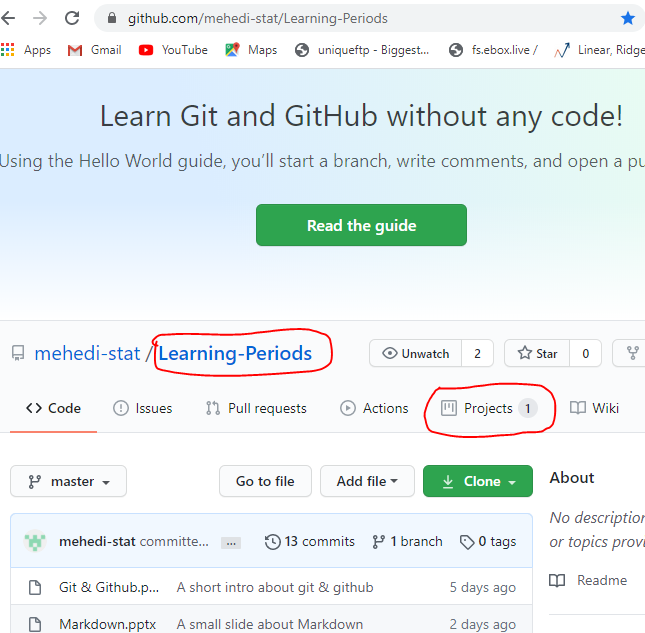 github.com/mehedi-stat/Learning-Periods
Apps Gmail YouTube Maps uniqueftp - Biggest... fs.ebox.live / Linear, Ridge
Learn Git and GitHub without any code!
Using the Hello World guide, you’ll start a branch, write comments, and open a pu
Read the guide
mehedi-stat / Learning-Periods Unwatch 2 Star 0
Code Issues Pull requests Actions Projects 1 Wiki
master Go to file Add file Clone About
mehedi-stat committe... ... 13 commits 1 branch 0 tags
No description
or topics provi
Readme
Git & Github.p... A short intro about git & github 5 days ago
Markdown.pptx A small slide about Markdown 2 days ago